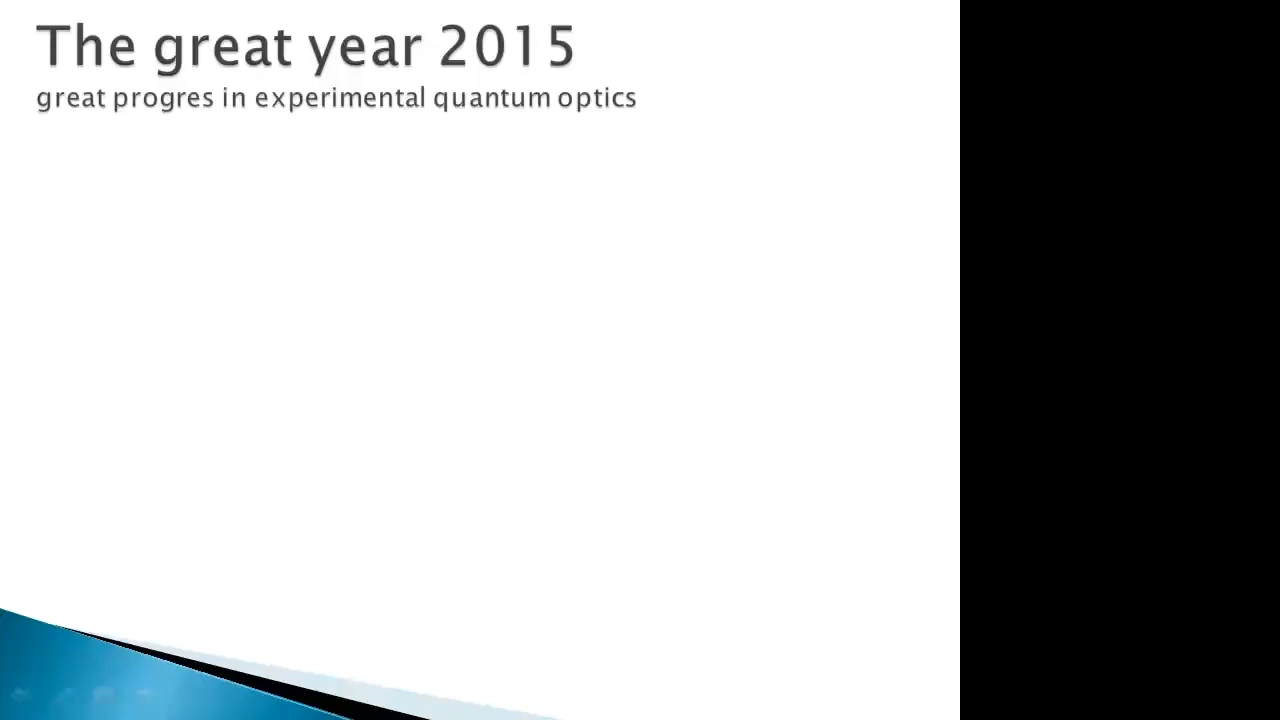 The great year 2015
great progres in experimental quantum optics